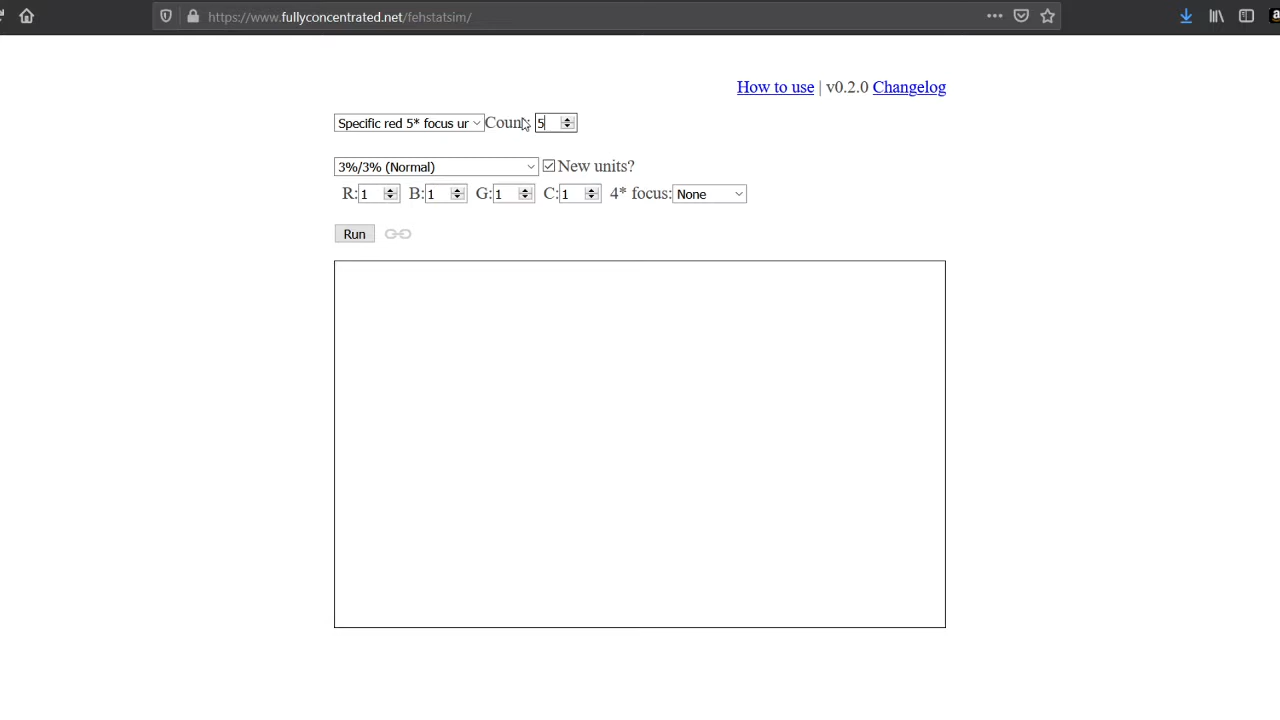 https://www.fullyconcentrated.net/fehstatsim/
How to use | v0.2.0 Changelog
Specific red 5* focus ur Count: 5
3%/3% (Normal) New units?
R: 1 B: 1 G: 1 C: 1 4* focus: None
Run